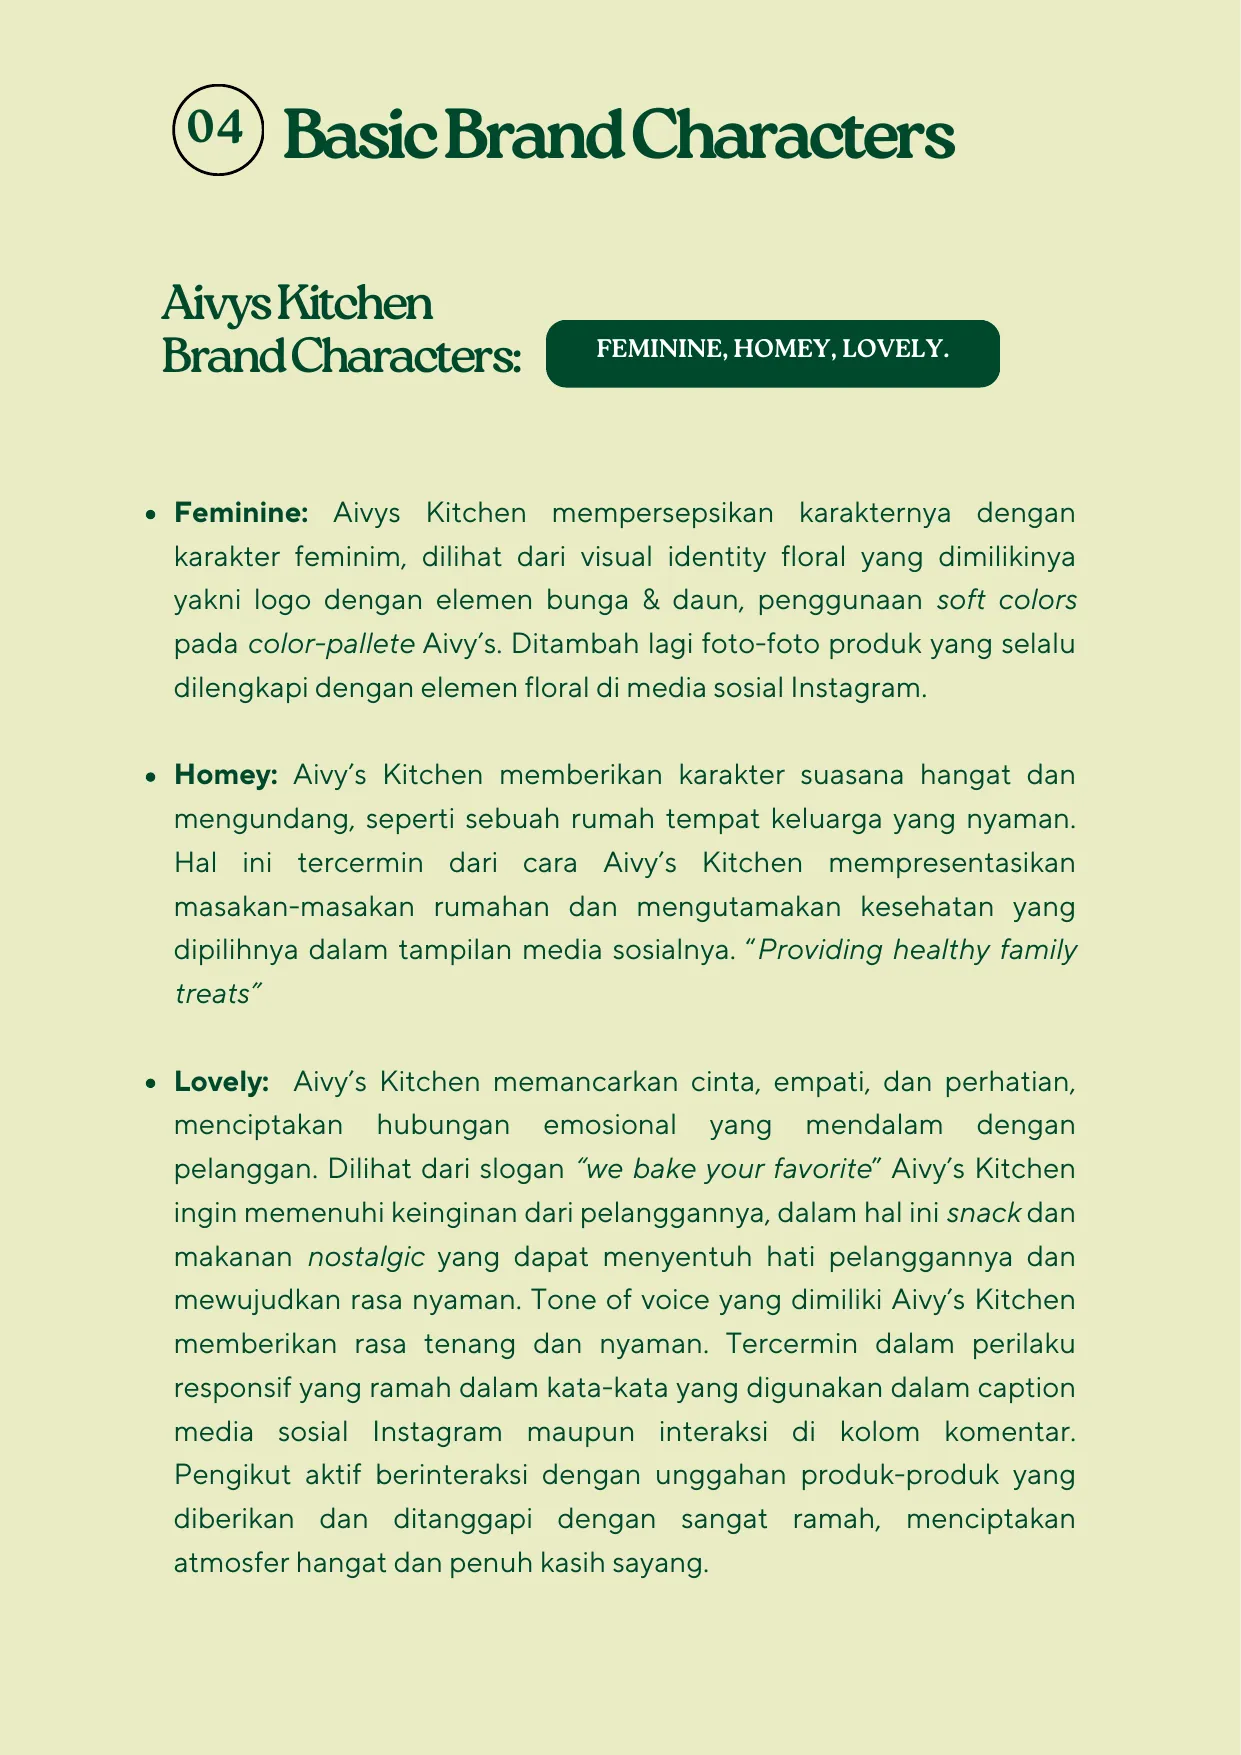 04 Basic Brand Characters
Aivys Kitchen
Brand Characters:
FEMININE, HOMEY, LOVELY.
• Feminine: Aivys Kitchen mempersepsikan karakternya dengan
karakter feminim, dilihat dari visual identity floral yang dimilikinya
yakni logo dengan elemen bunga & daun, penggunaan soft colors
pada color-pallete Aivy’s. Ditambah lagi foto-foto produk yang selalu
dilengkapi dengan elemen floral di media sosial Instagram.
• Homey: Aivy’s Kitchen memberikan karakter suasana hangat dan
mengundang, seperti sebuah rumah tempat keluarga yang nyaman.
Hal ini tercermin dari cara Aivy’s Kitchen mempresentasikan
masakan-masakan rumahan dan mengutamakan kesehatan yang
dipilihnya dalam tampilan media sosialnya. “Providing healthy family
treats”
• Lovely: Aivy’s Kitchen memancarkan cinta, empati, dan perhatian,
menciptakan hubungan emosional yang mendalam dengan
pelanggan. Dilihat dari slogan “we bake your favorite” Aivy’s Kitchen
ingin memenuhi keinginan dari pelanggannya, dalam hal ini snack dan
makanan nostalgic yang dapat menyentuh hati pelanggannya dan
mewujudkan rasa nyaman. Tone of voice yang dimiliki Aivy’s Kitchen
memberikan rasa tenang dan nyaman. Tercermin dalam perilaku
responsif yang ramah dalam kata-kata yang digunakan dalam caption
media sosial Instagram maupun interaksi di kolom komentar.
Pengikut aktif berinteraksi dengan unggahan produk-produk yang
diberikan dan ditanggapi dengan sangat ramah, menciptakan
atmosfer hangat dan penuh kasih sayang.